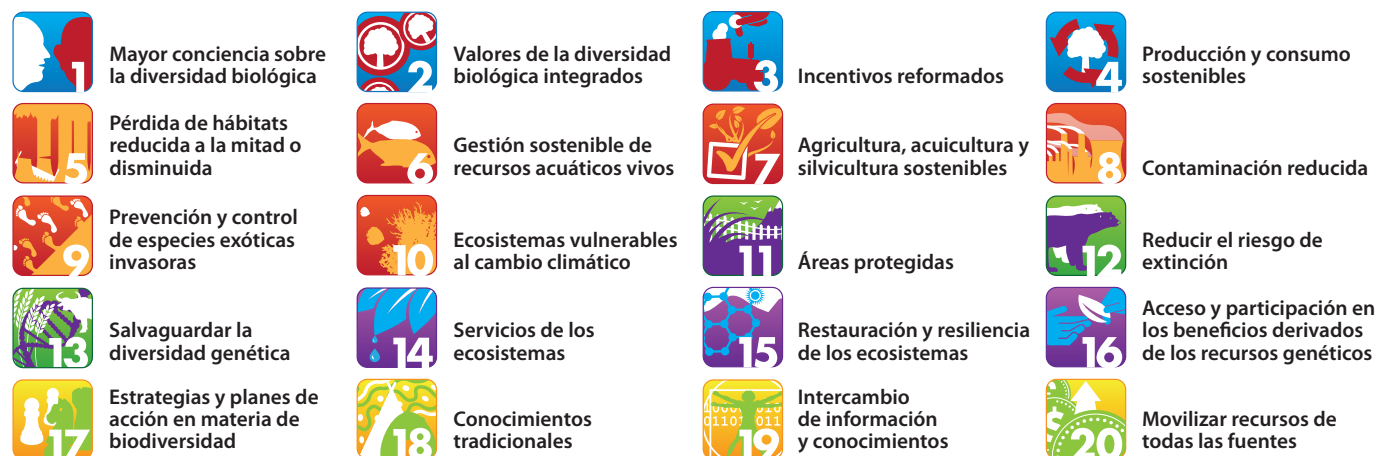 1
Mayor conciencia sobre
la diversidad biológica
2
Valores de la diversidad
biológica integrados
3
Incentivos reformados
4
Producción y consumo
sostenibles
5
Pérdida de hábitats
reducida a la mitad o
disminuida
6
Gestión sostenible de
recursos acuáticos vivos
7
Agricultura, acuicultura y
silvicultura sostenibles
8
Contaminación reducida
9
Prevención y control
de especies exóticas
invasoras
10
Ecosistemas vulnerables
al cambio climático
11
Áreas protegidas
12
Reducir el riesgo de
extinción
13
Salvaguardar la
diversidad genética
14
Servicios de los
ecosistemas
15
Restauración y resiliencia
de los ecosistemas
16
Acceso y participación en
los beneficios derivados
de los recursos genéticos
17
Estrategias y planes de
acción en materia de
biodiversidad
18
Conocimientos
tradicionales
19
Intercambio
de información
y conocimientos
20
Movilizar recursos de
todas las fuentes